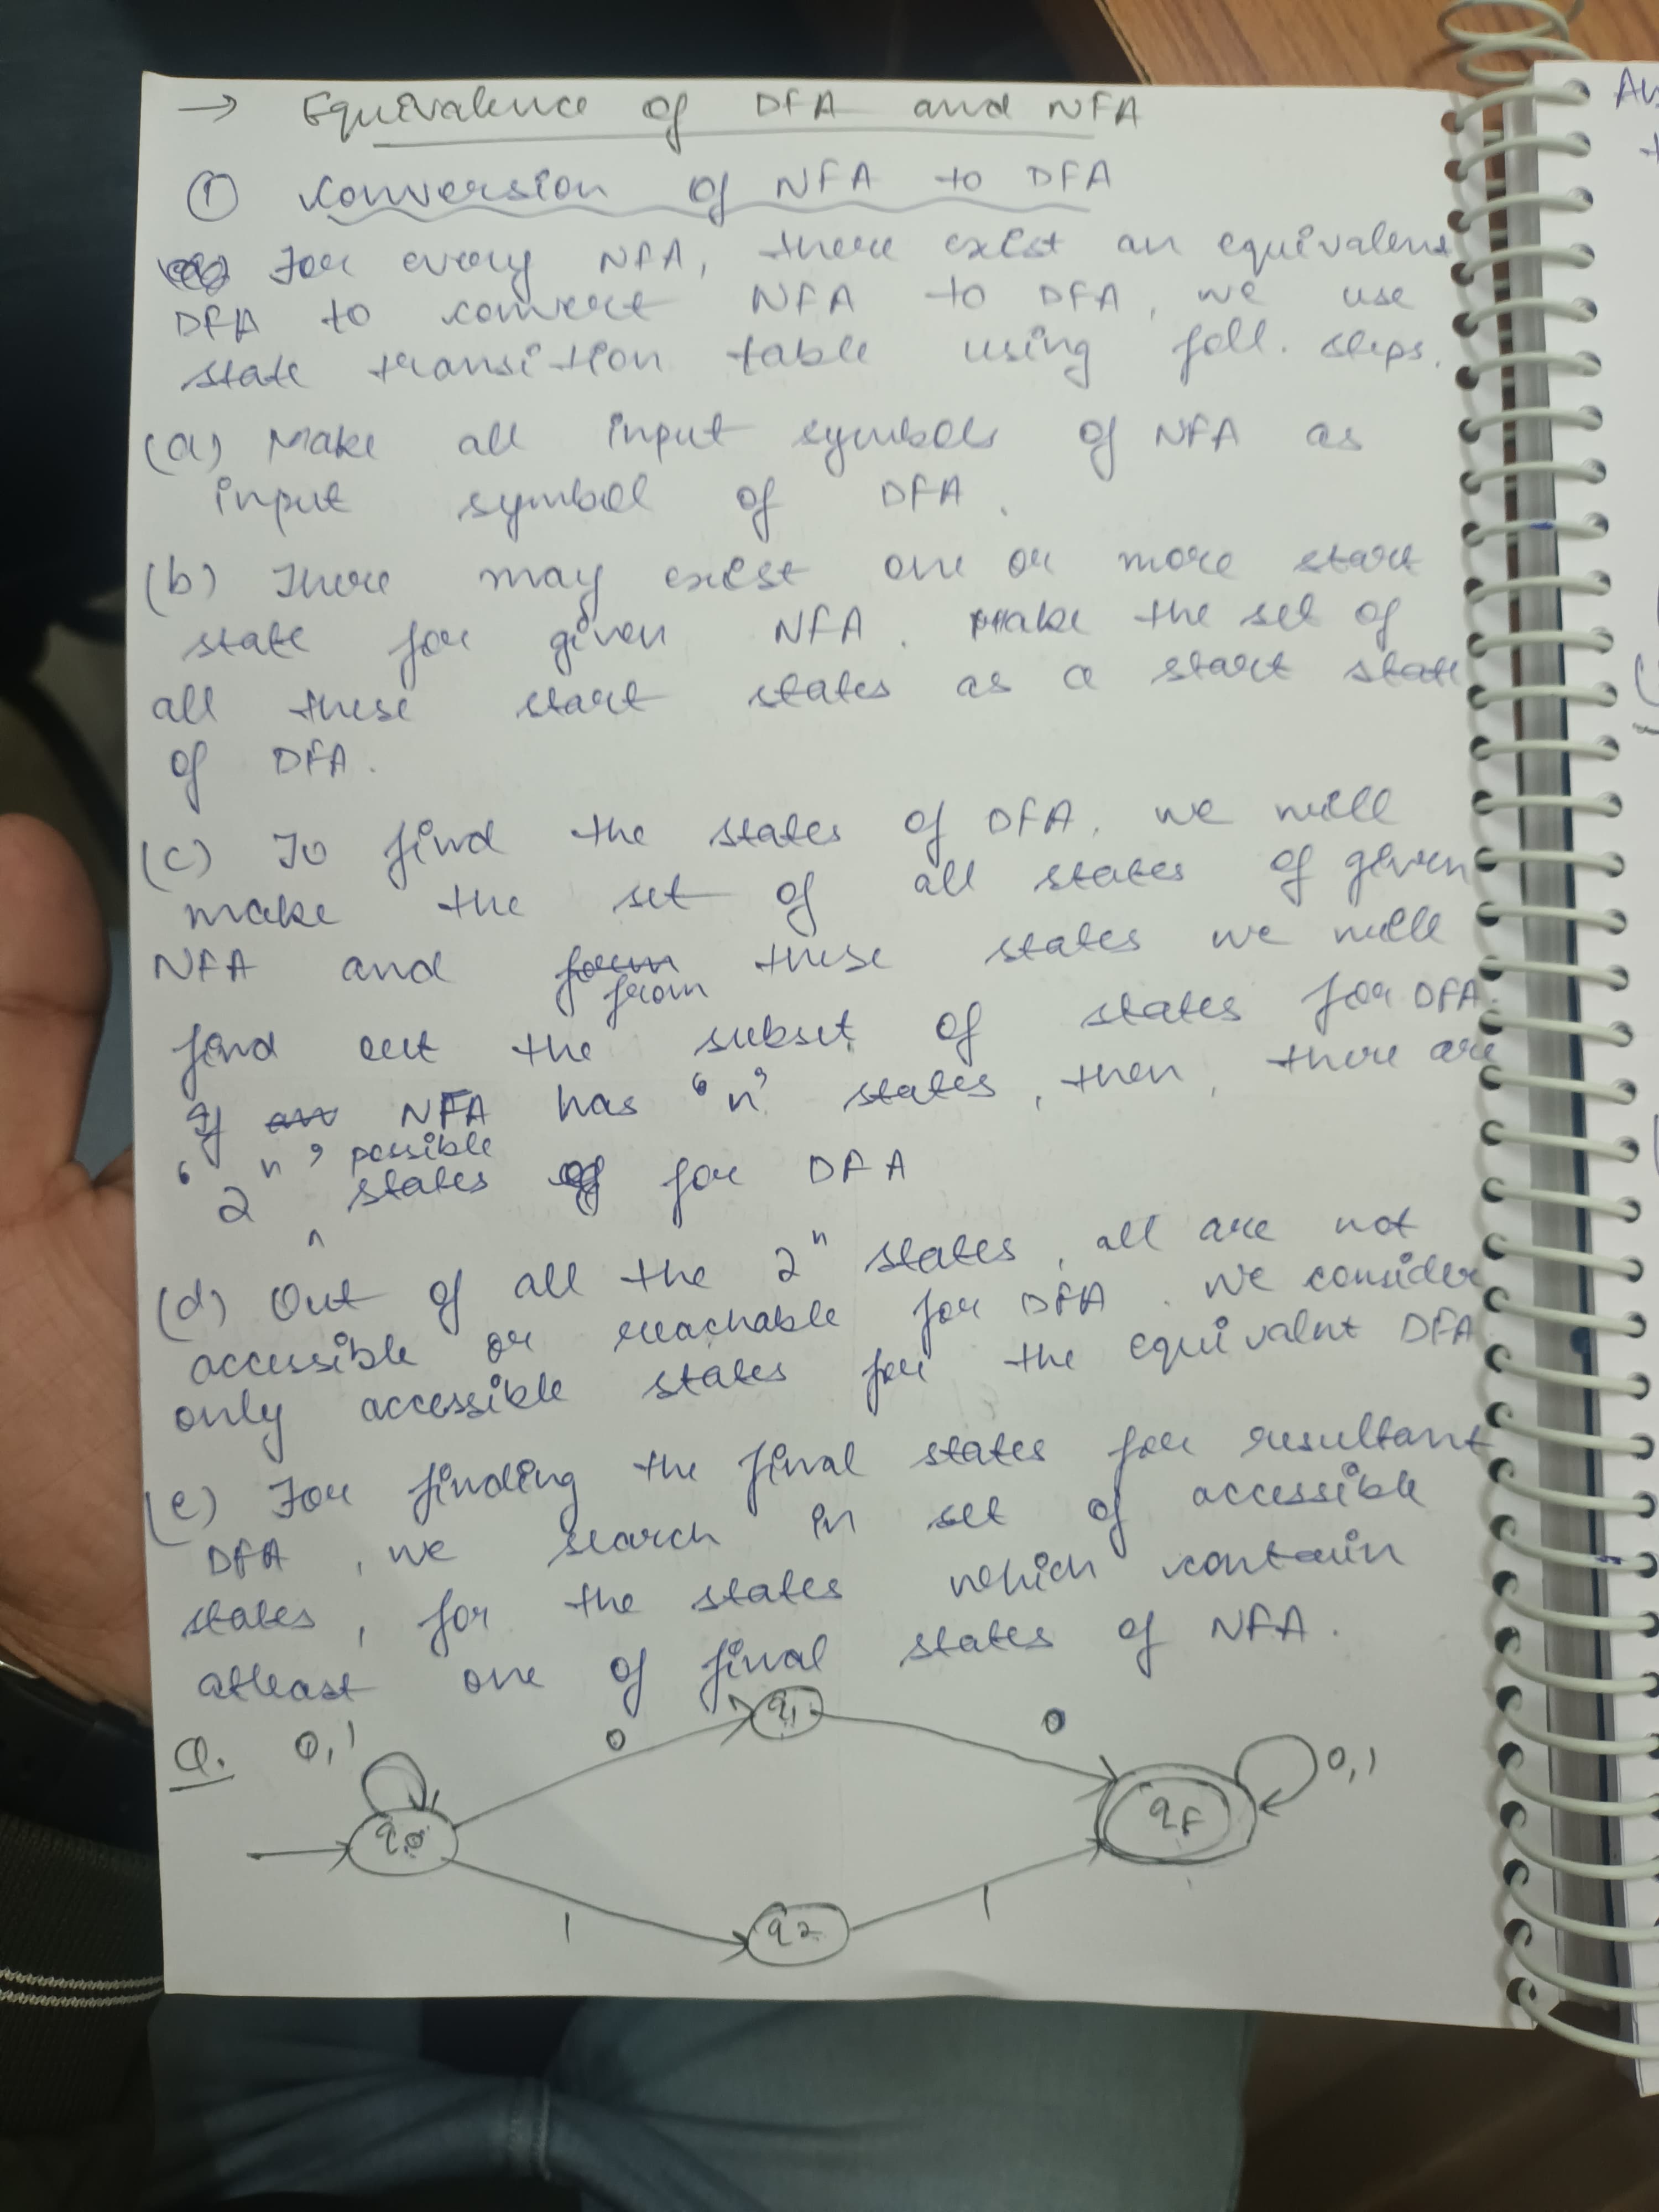 → Equivalence of DFA and NFA
① Conversion of NFA to DFA
For every NFA, there exist an equivalent
DFA to convert NFA to DFA, we use
state transition table using foll. steps.
(a) Make all input symbols of NFA as
input symbol of DFA.
(b) There may exist one or more start
state for given NFA. Make the set of
all these start states as a start state
of DFA.
(c) To find the states of DFA, we will
make the set of all states of given
NFA and from these states we will
find out the subset of states for DFA.
If NFA has 'n' states, then, there are
'2ⁿ' possible states for DFA
(d) Out of all the 2ⁿ states, all are not
accessible or reachable for DFA. We consider
only accessible states for the equivalnt DFA
(e) For finding the final states for resultant
DFA, we search in set of accessible
states, for the states which contain
atleast one of final states of NFA.
Q.
0,1
0
q₁
0
0,1
q₀
qF
1
q₂
1